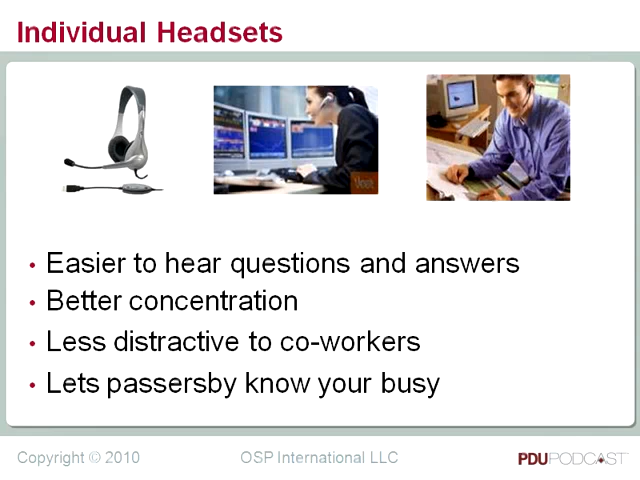 Individual Headsets
• Easier to hear questions and answers
• Better concentration
• Less distractive to co-workers
• Lets passersby know your busy
Copyright © 2010 OSP International LLC PDUPODCAST